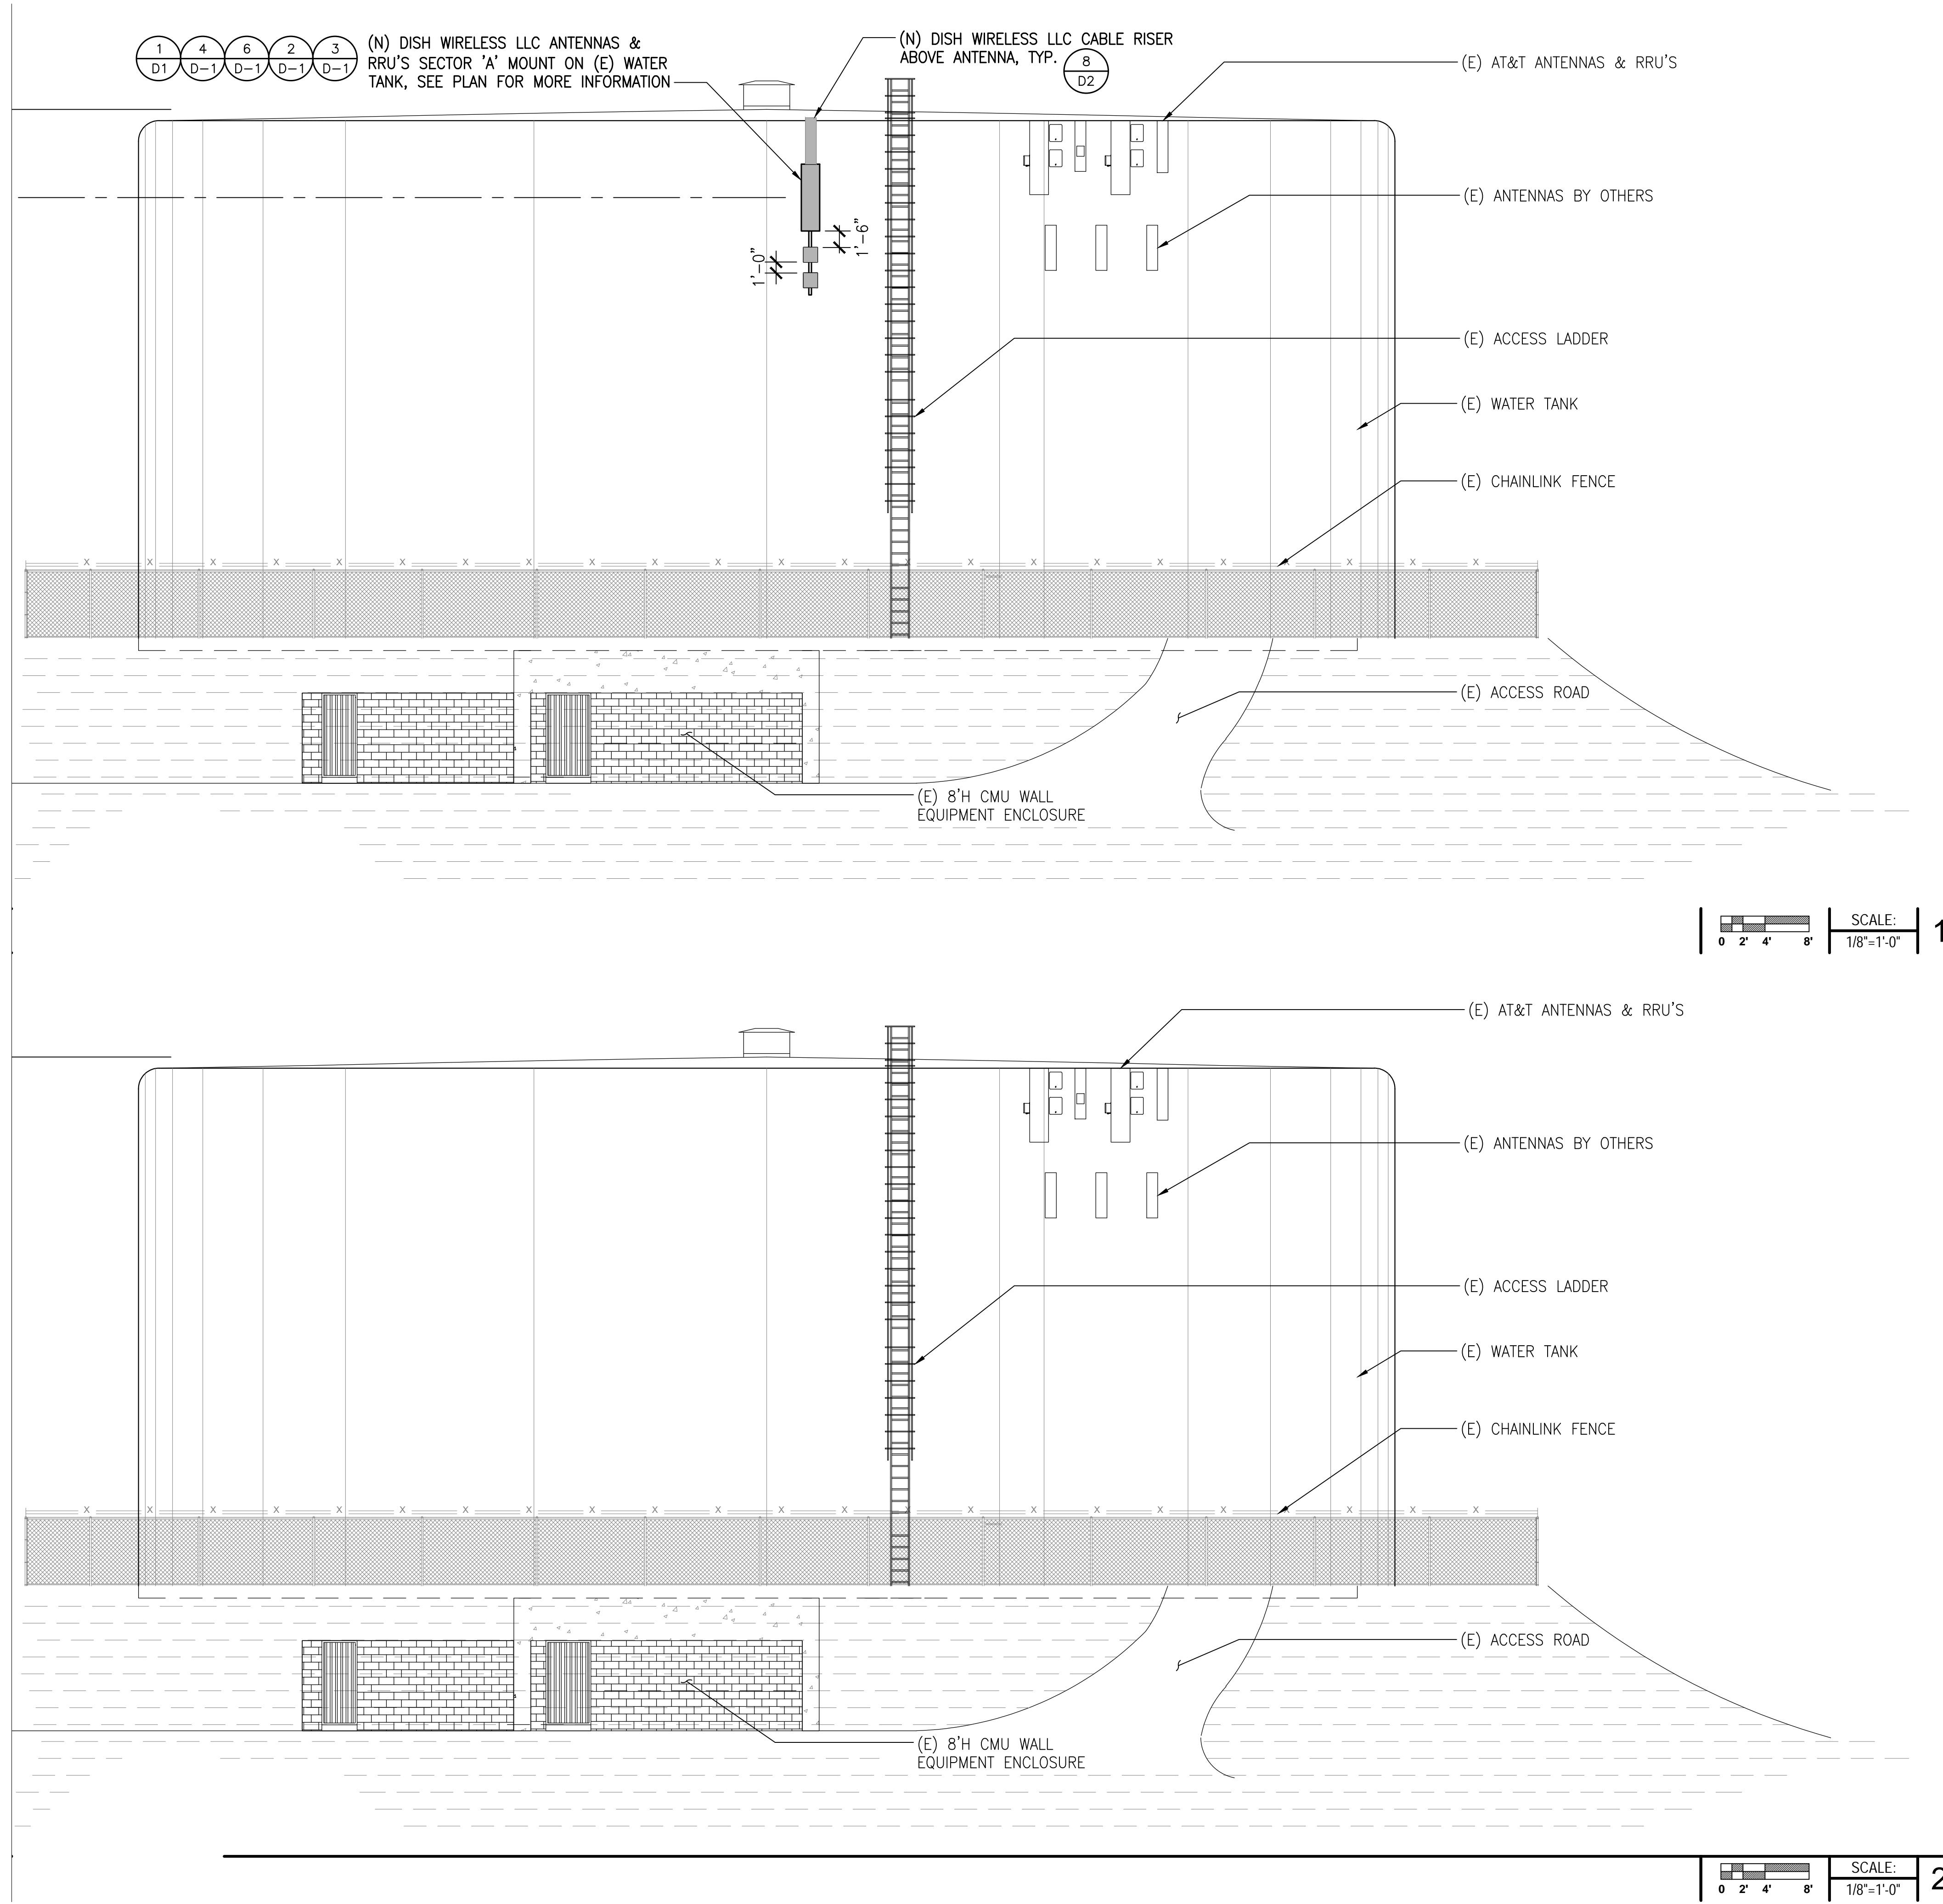 1 4 6 2 3
D1 D-1 D-1 D-1 D-1
(N) DISH WIRELESS LLC ANTENNAS &
RRU'S SECTOR 'A' MOUNT ON (E) WATER
TANK, SEE PLAN FOR MORE INFORMATION
(N) DISH WIRELESS LLC CABLE RISER
ABOVE ANTENNA, TYP.
8
D2
(E) AT&T ANTENNAS & RRU'S
(E) ANTENNAS BY OTHERS
1'-6"
1'-0"
(E) ACCESS LADDER
(E) WATER TANK
(E) CHAINLINK FENCE
X X X X X X X X X X X X X X X X X X X X X X X
(E) ACCESS ROAD
(E) 8'H CMU WALL
EQUIPMENT ENCLOSURE
0 2' 4' 8'
SCALE:
1/8"=1'-0"
1
(E) AT&T ANTENNAS & RRU'S
(E) ANTENNAS BY OTHERS
(E) ACCESS LADDER
(E) WATER TANK
(E) CHAINLINK FENCE
X X X X X X X X X X X X X X X X X X X X X X X
(E) ACCESS ROAD
(E) 8'H CMU WALL
EQUIPMENT ENCLOSURE
0 2' 4' 8'
SCALE:
1/8"=1'-0"
2